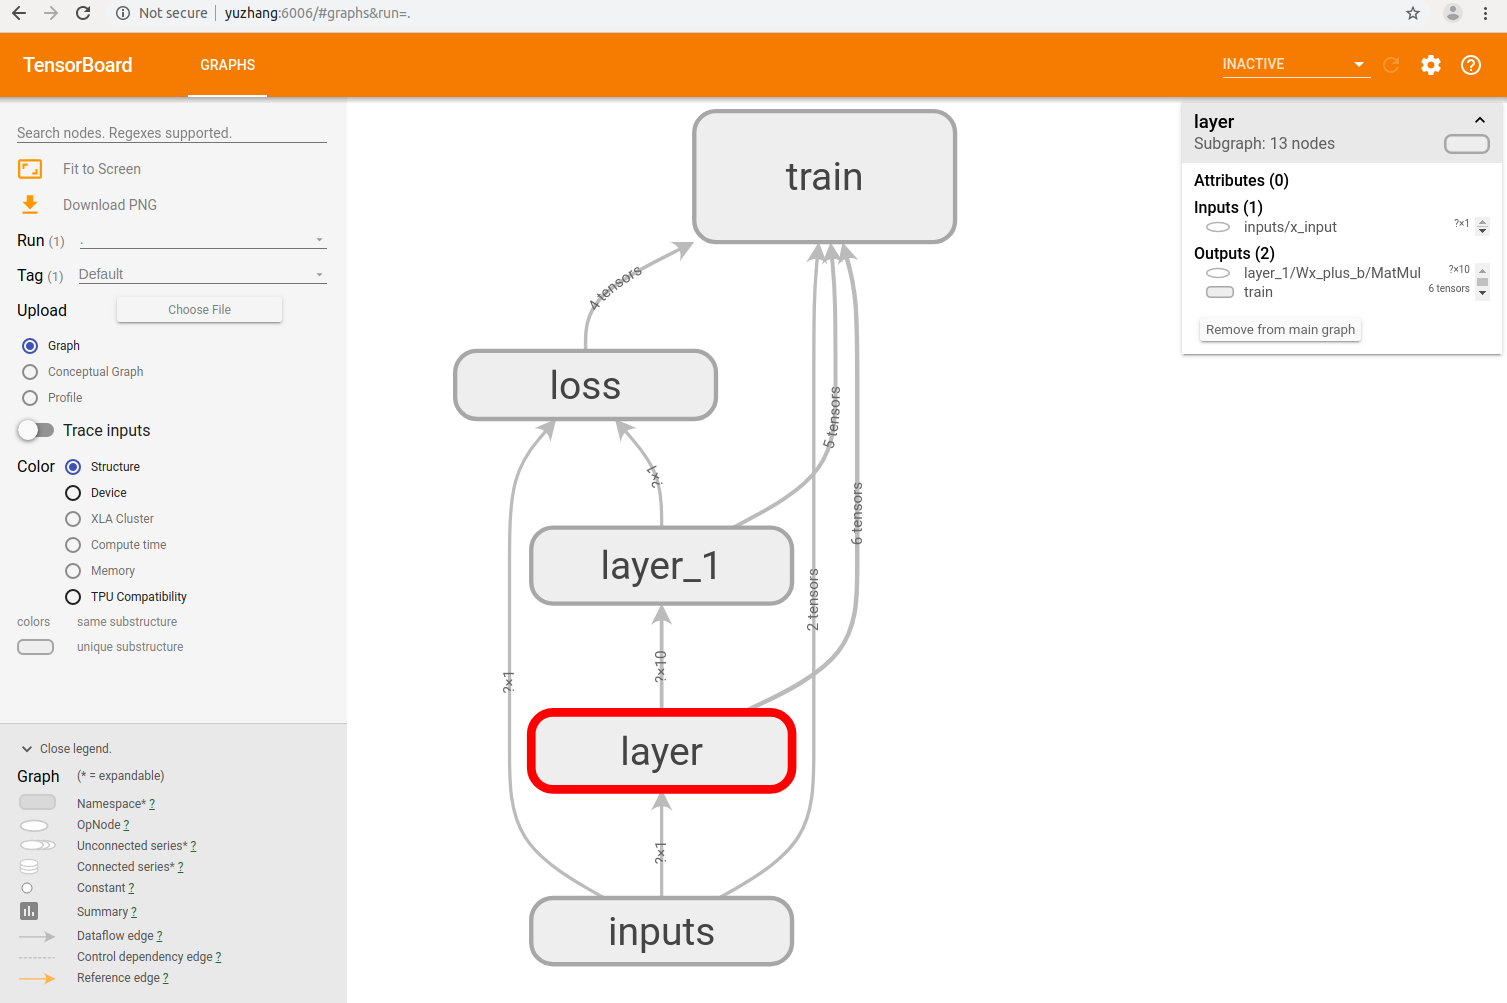 Not secure | yuzhang:6006/#graphs&run=.
TensorBoard
GRAPHS
INACTIVE
Search nodes. Regexes supported.
Fit to Screen
Download PNG
Run (1) .
Tag (1) Default
Upload Choose File
Graph
Conceptual Graph
Profile
Trace inputs
Color Structure
Device
XLA Cluster
Compute time
Memory
TPU Compatibility
colors same substructure
unique substructure
Close legend.
Graph (* = expandable)
Namespace* ?
OpNode ?
Unconnected series* ?
Connected series* ?
Constant ?
Summary ?
Dataflow edge ?
Control dependency edge ?
Reference edge ?
train
4 tensors
loss
5 tensors
?×1
6 tensors
layer_1
2 tensors
?×10
?×1
layer
?×1
inputs
layer
Subgraph: 13 nodes
Attributes (0)
Inputs (1)
inputs/x_input ?×1
Outputs (2)
layer_1/Wx_plus_b/MatMul ?×10
train 6 tensors
Remove from main graph